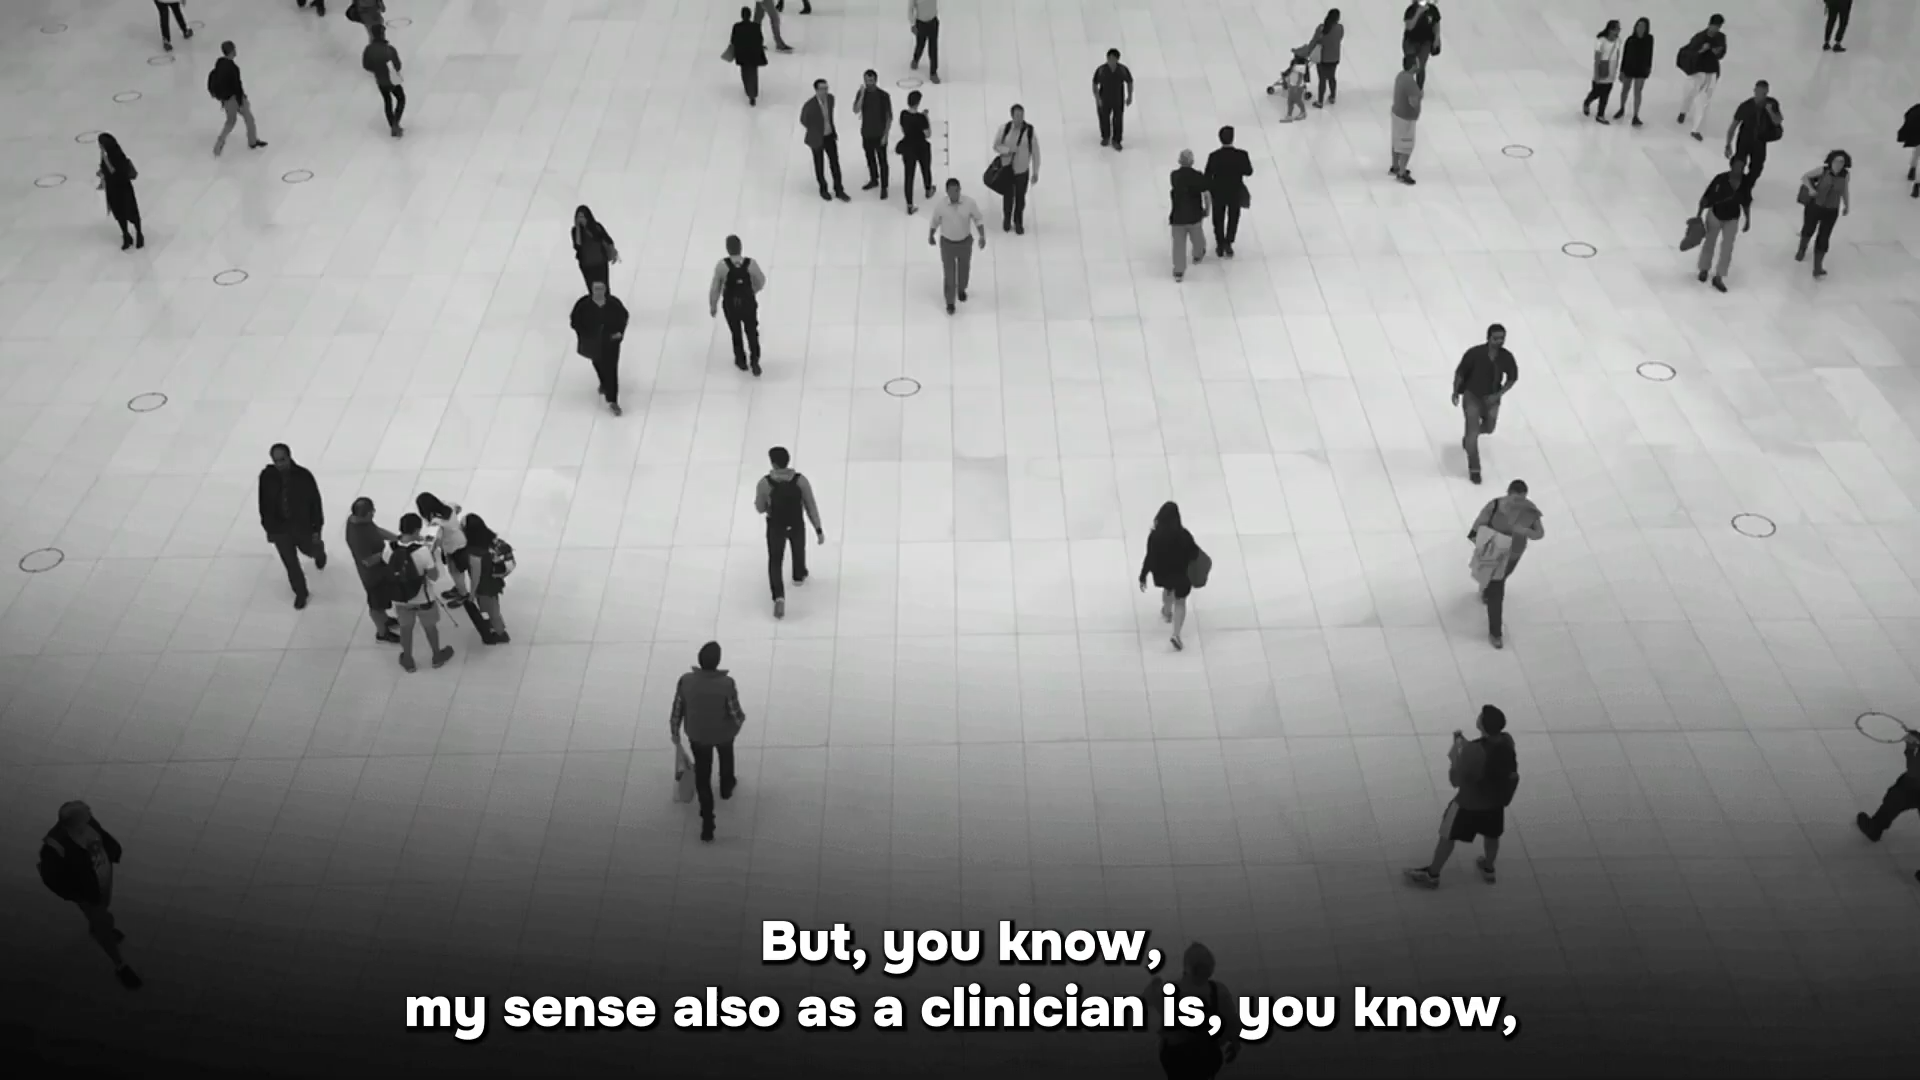 But, you know,
my sense also as a clinician is, you know,